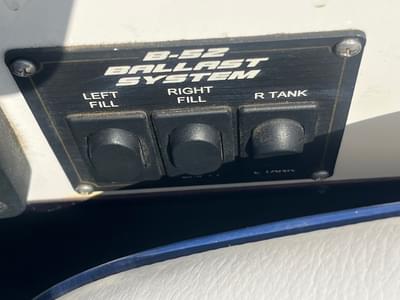 B-52
BALLAST
SYSTEM
LEFT
FILL
RIGHT
FILL
R TANK